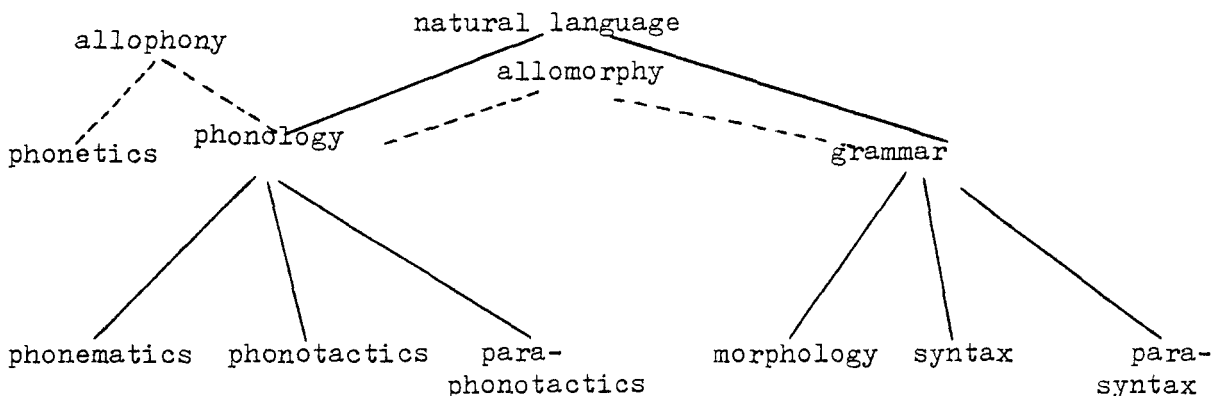 natural language
allophony
allomorphy
phonology
phonetics
grammar
phonematics phonotactics para-
phonotactics
morphology syntax para-
syntax